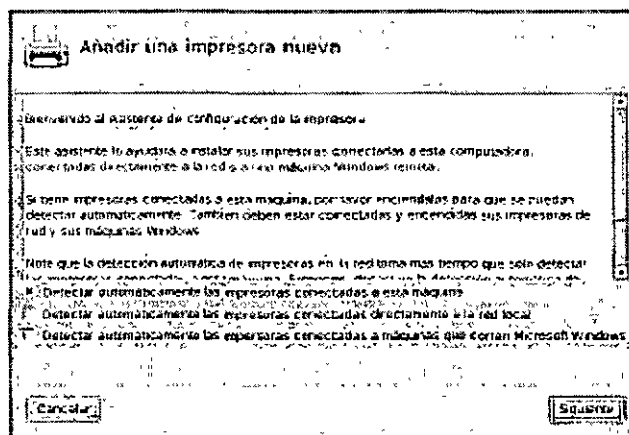 Añadir una impresora nueva
Bienvenido al Asistente de configuración de la impresora
Este asistente lo ayudará a instalar sus impresoras conectadas a esta computadora,
conectadas directamente a la red o a una máquina Windows remota.
Si tiene impresoras conectadas a esta máquina, por favor enciéndalas para que se puedan
detectar automáticamente. También deben estar conectadas y encendidas sus impresoras de
red y sus máquinas Windows
Note que la detección automática de impresoras en la red toma más tiempo que sólo detectar
Detectar automáticamente las impresoras conectadas a esta máquina
Detectar automáticamente las impresoras conectadas directamente a la red local
Detectar automáticamente las impersoras conectadas a máquinas que corran Microsoft Windows
Cancelar
Siguiente